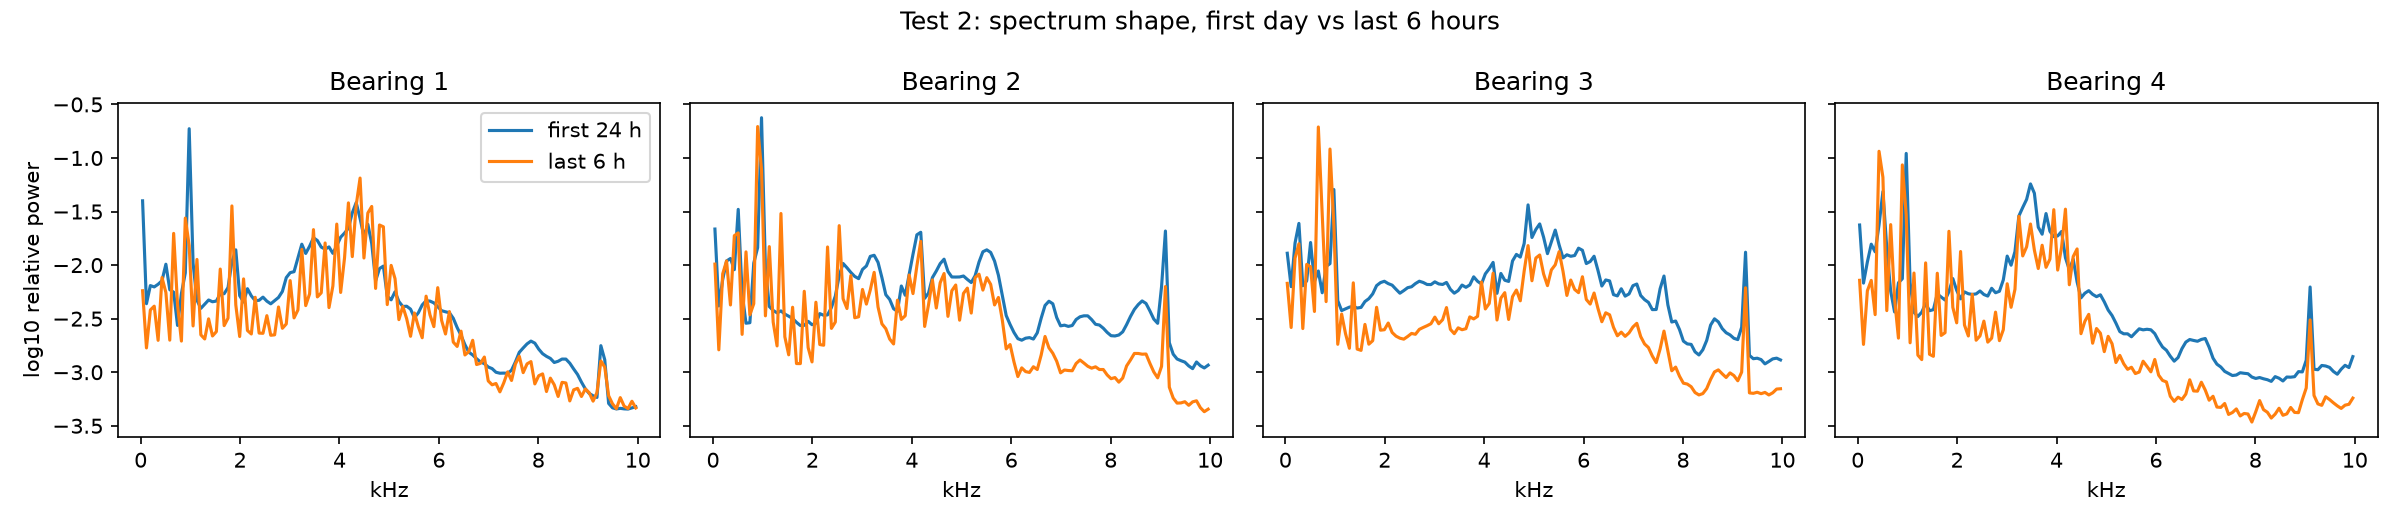 Test 2: spectrum shape, first day vs last 6 hours
Bearing 1
Bearing 2
Bearing 3
Bearing 4
first 24 h
last 6 h
log10 relative power
−0.5
−1.0
−1.5
−2.0
−2.5
−3.0
−3.5
0 2 4 6 8 10
0 2 4 6 8 10
0 2 4 6 8 10
0 2 4 6 8 10
kHz
kHz
kHz
kHz